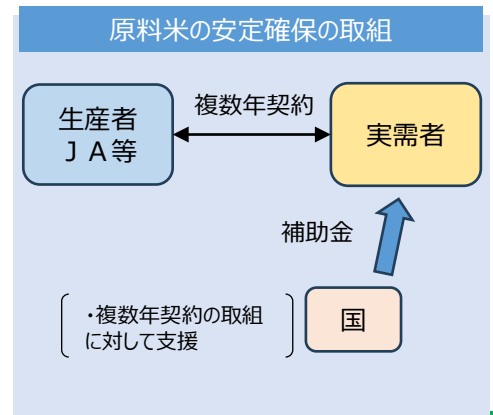 原料米の安定確保の取組
生産者
ＪＡ等
複数年契約
実需者
補助金
・複数年契約の取組
に対して支援
国